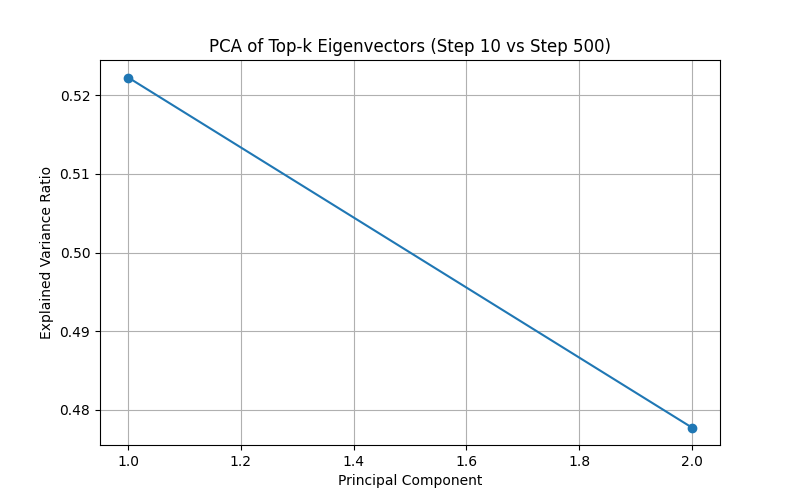 PCA of Top-k Eigenvectors (Step 10 vs Step 500)
Explained Variance Ratio
0.52
0.51
0.50
0.49
0.48
1.0 1.2 1.4 1.6 1.8 2.0
Principal Component